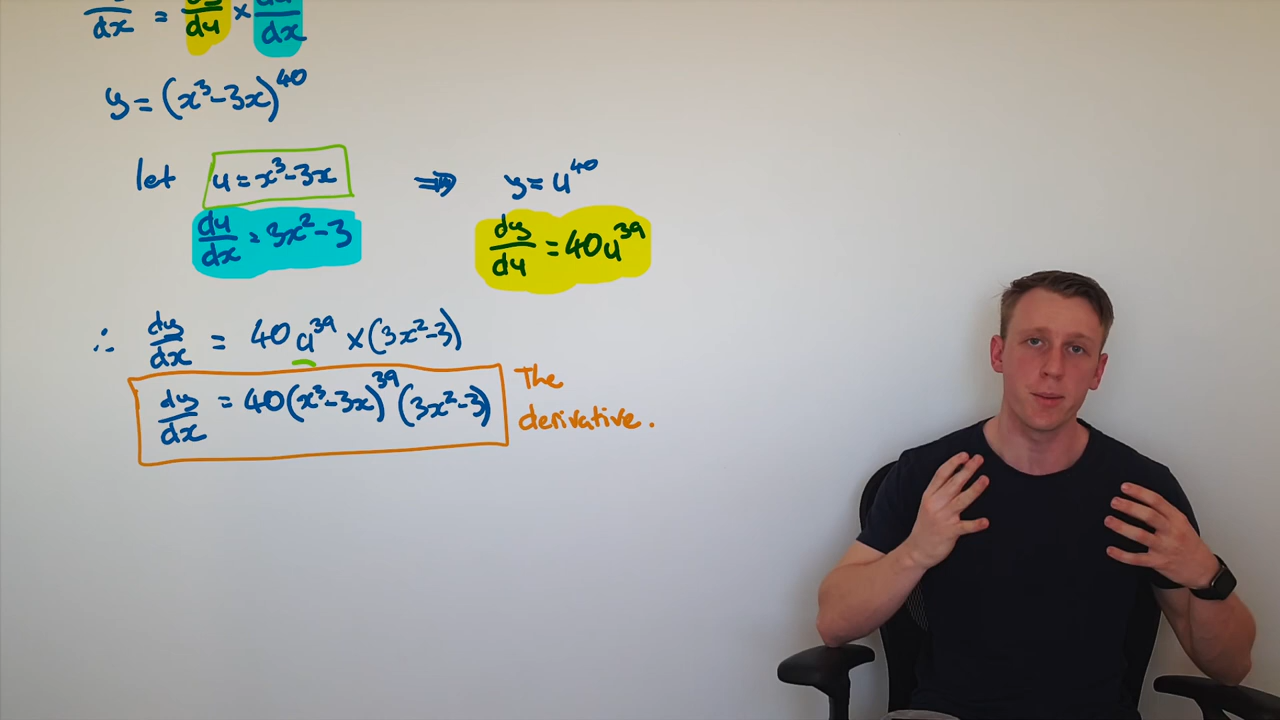 dy/dx = dy/du × du/dx
y = (x³-3x)⁴⁰
let u = x³-3x ⇒ y = u⁴⁰
du/dx = 3x²-3 dy/du = 40u³⁹
∴ dy/dx = 40u³⁹ × (3x²-3)
dy/dx = 40(x³-3x)³⁹(3x²-3)
The
derivative.